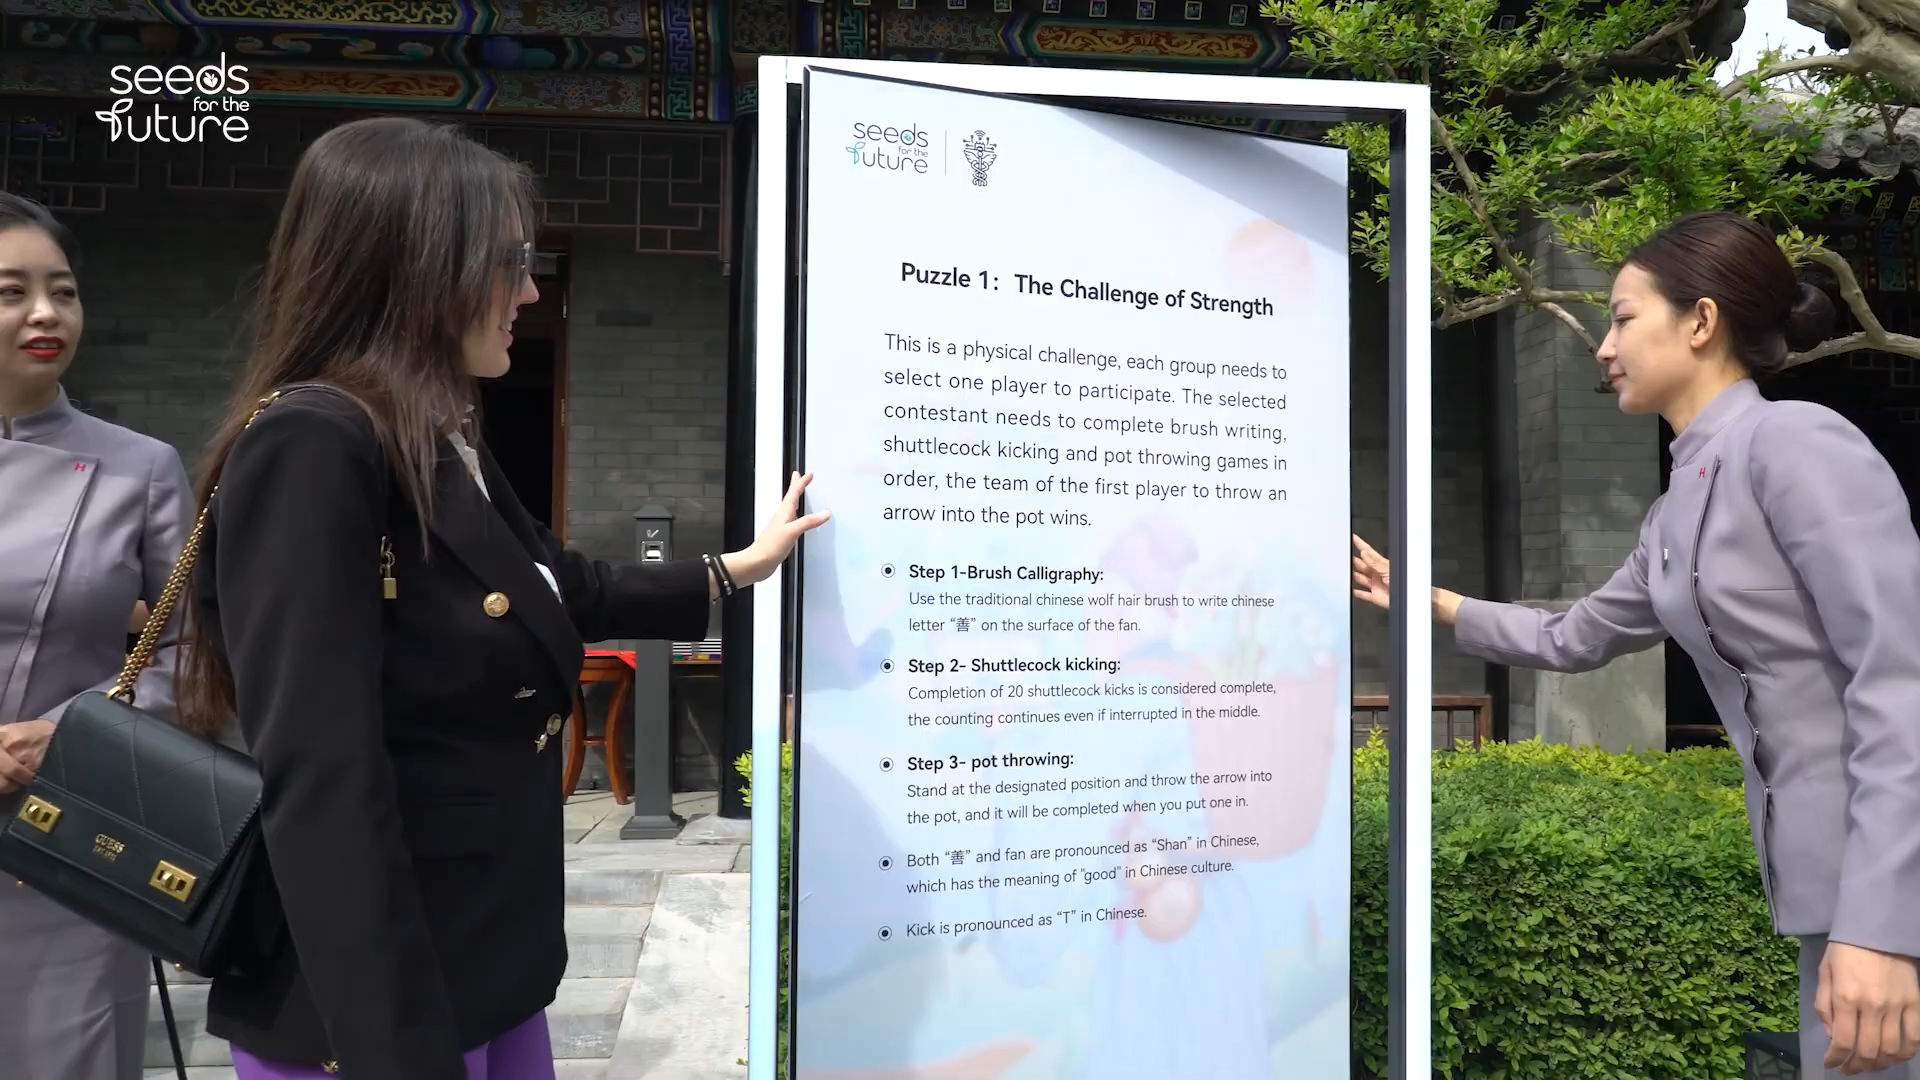 seeds
for the
future
seeds
for the
future
Puzzle 1: The Challenge of Strength
This is a physical challenge, each group needs to
select one player to participate. The selected
contestant needs to complete brush writing,
shuttlecock kicking and pot throwing games in
order, the team of the first player to throw an
arrow into the pot wins.
Step 1-Brush Calligraphy:
Use the traditional chinese wolf hair brush to write chinese
letter “善” on the surface of the fan.
Step 2- Shuttlecock kicking:
Completion of 20 shuttlecock kicks is considered complete,
the counting continues even if interrupted in the middle.
Step 3- pot throwing:
Stand at the designated position and throw the arrow into
the pot, and it will be completed when you put one in.
Both “善” and fan are pronounced as “Shan” in Chinese,
which has the meaning of "good" in Chinese culture.
Kick is pronounced as “T” in Chinese.
H
H
GUESS